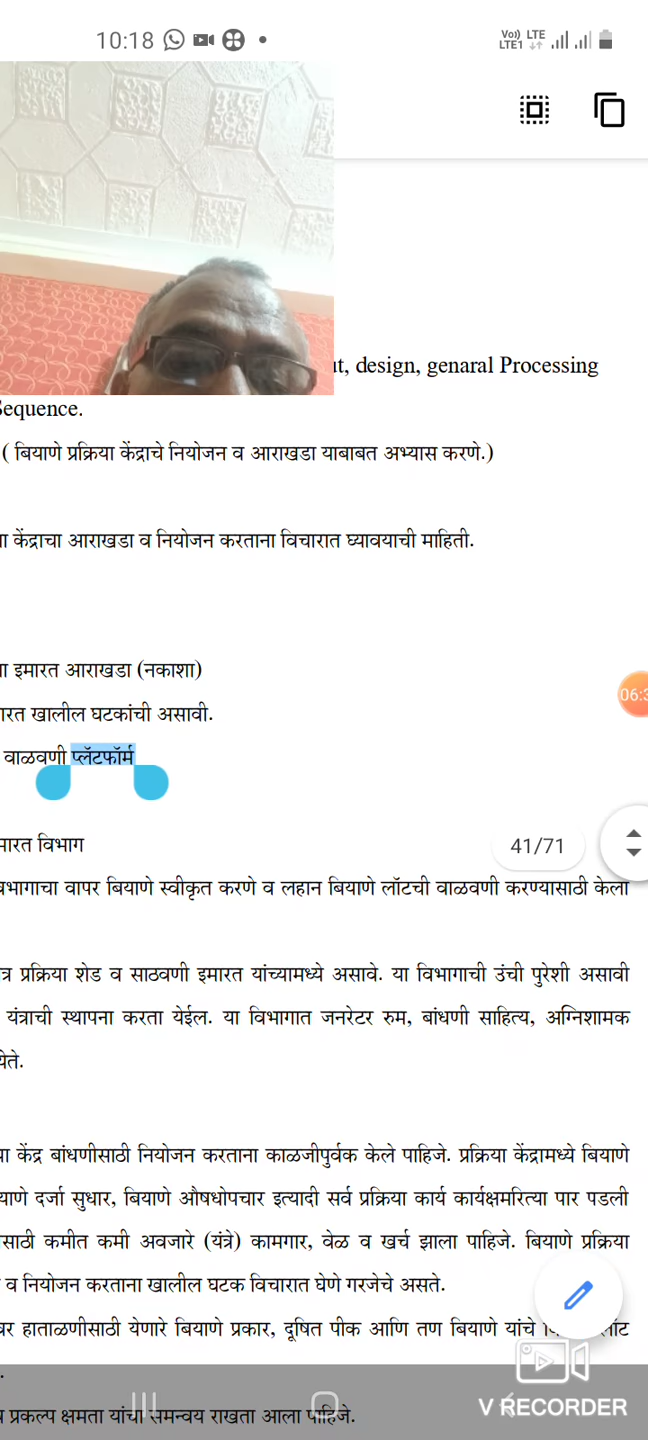 10:18
Vo) LTE
LTE1
design, genaral Processing
Sequence.
( बियाणे प्रक्रिया केंद्राचे नियोजन व आराखडा याबाबत अभ्यास करणे.)
केंद्राचा आराखडा व नियोजन करताना विचारात घ्यावयाची माहिती.
इमारत आराखडा (नकाशा)
खालील घटकांची असावी.
06:3
वाळवणी प्लॅटफॉर्म
विभाग
41/71
वापर बियाणे स्वीकृत करणे व लहान बियाणे लॉटची वाळवणी करण्यासाठी केला
प्रक्रिया शेड व साठवणी इमारत यांच्यामध्ये असावे. या विभागाची उंची पुरेशी असावी
यंत्राची स्थापना करता येईल. या विभागात जनरेटर रुम, बांधणी साहित्य, अग्निशामक
येते.
केंद्र बांधणीसाठी नियोजन करताना काळजीपुर्वक केले पाहिजे. प्रक्रिया केंद्रामध्ये बियाणे
दर्जा सुधार, बियाणे औषधोपचार इत्यादी सर्व प्रक्रिया कार्य कार्यक्षमरित्या पार पडली
कमीत कमी अवजारे (यंत्रे) कामगार, वेळ व खर्च झाला पाहिजे. बियाणे प्रक्रिया
व नियोजन करताना खालील घटक विचारात घेणे गरजेचे असते.
हाताळणीसाठी येणारे बियाणे प्रकार, दूषित पीक आणि तण बियाणे यांचे
प्रकल्प क्षमता यांचा समन्वय राखता आला पाहिजे.
V RECORDER